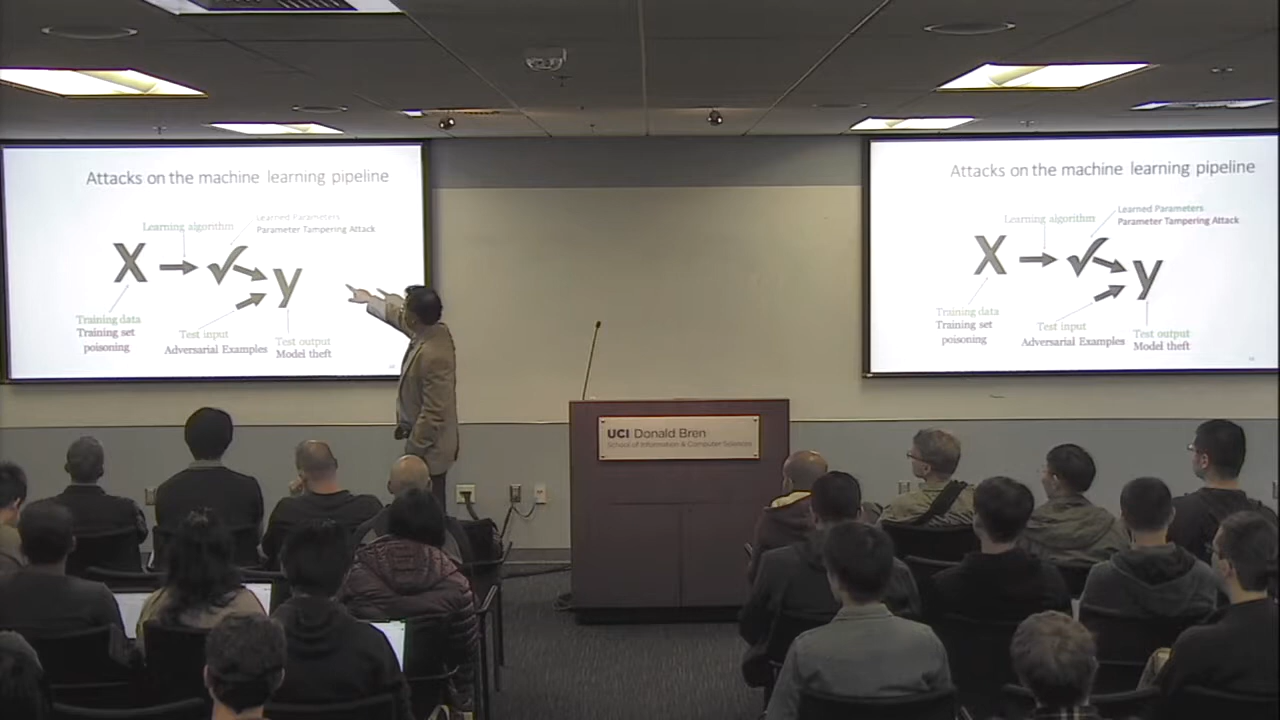 Attacks on the machine learning pipeline
Learning algorithm
Learned Parameters
Parameter Tampering Attack
X
y
Training data
Training set
poisoning
Test input
Adversarial Examples
Test output
Model theft
Attacks on the machine learning pipeline
Learning algorithm
Learned Parameters
Parameter Tampering Attack
X
y
Training data
Training set
poisoning
Test input
Adversarial Examples
Test output
Model theft
UCI Donald Bren
School of Information & Computer Sciences